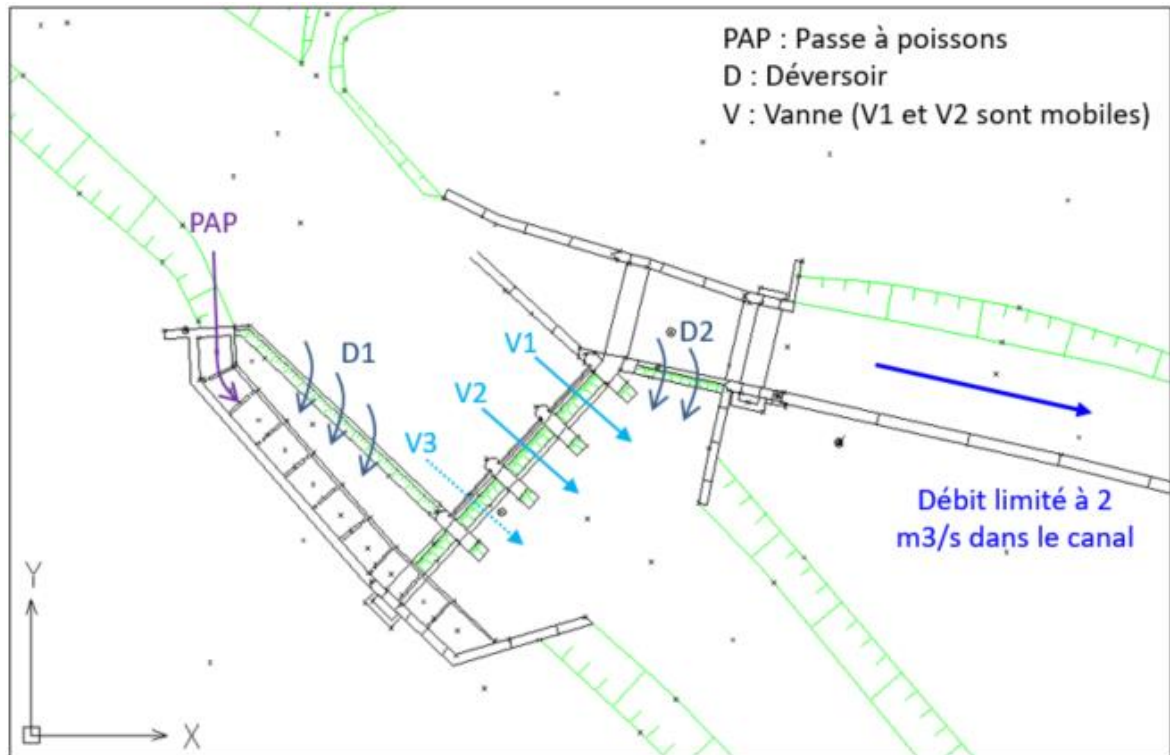 PAP : Passe à poissons
D : Déversoir
V : Vanne (V1 et V2 sont mobiles)
PAP
D1
D2
V1
V2
V3
Débit limité à 2
m3/s dans le canal
Y
X